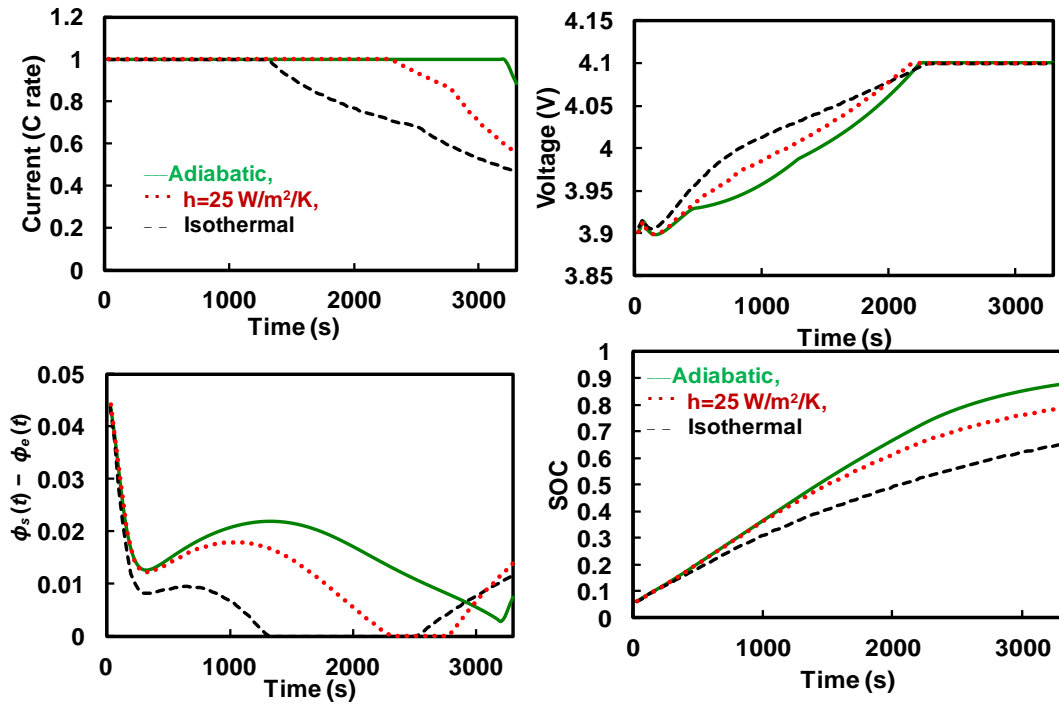 1.2
1
0.8
0.6
0.4
0.2
0
Current (C rate)
Adiabatic,
h=25 W/m²/K,
Isothermal
0 1000 2000 3000
Time (s)
4.10
4.05
4
3.95
3.9
3.85
Voltage (V)
0 1000 2000 3000
Time (s)
0.05
0.04
0.03
0.02
0.01
0
ϕs(t) − ϕe(t)
0 1000 2000 3000
Time (s)
1
0.9
0.8
0.7
0.6
0.5
0.4
0.3
0.2
0.1
0
SOC
Adiabatic,
h=25 W/m²/K,
Isothermal
0 1000 2000 3000
Time (s)